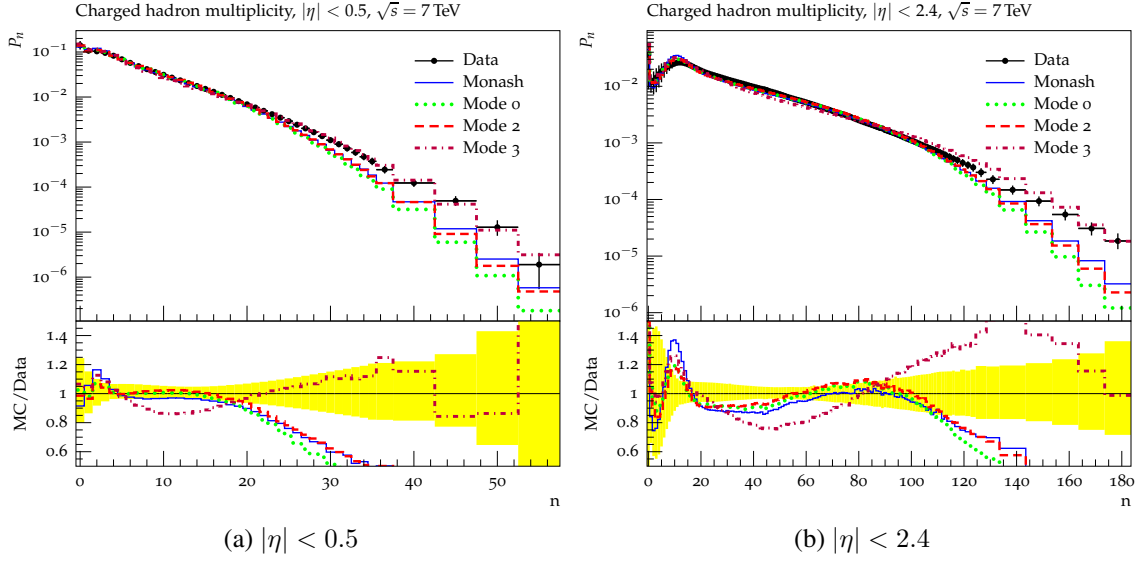 Charged hadron multiplicity, |η| < 0.5, √s = 7 TeV
P_n
10^−1
10^−2
10^−3
10^−4
10^−5
10^−6
Data
Monash
Mode 0
Mode 2
Mode 3
MC/Data
1.4
1.2
1
0.8
0.6
0 10 20 30 40 50
n
(a) |η| < 0.5
Charged hadron multiplicity, |η| < 2.4, √s = 7 TeV
P_n
10^−2
10^−3
10^−4
10^−5
10^−6
Data
Monash
Mode 0
Mode 2
Mode 3
MC/Data
1.4
1.2
1
0.8
0.6
0 20 40 60 80 100 120 140 160 180
n
(b) |η| < 2.4